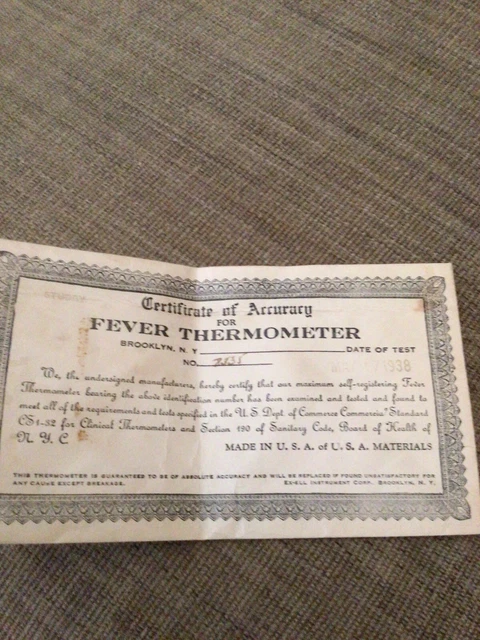 STURDY
Certificate of Accuracy
FOR
FEVER THERMOMETER
BROOKLYN, N. Y. DATE OF TEST
NO. 1938
We, the undersigned manufacturers, hereby certify that our maximum self-registering Fever
Thermometer bearing the above identification number has been examined and tested and found to
meet all of the requirements and tests specified in the U. S. Dept of Commerce Commercial Standard
CS1-32 for Clinical Thermometers and Section 190 of Sanitary Code, Board of Health of
N. Y. C.
MADE IN U. S. A. of U. S. A. MATERIALS
THIS THERMOMETER IS GUARANTEED TO BE OF ABSOLUTE ACCURACY AND WILL BE REPLACED IF FOUND UNSATISFACTORY FOR
ANY CAUSE EXCEPT BREAKAGE. INSTRUMENT CORP. BROOKLYN, N. Y.